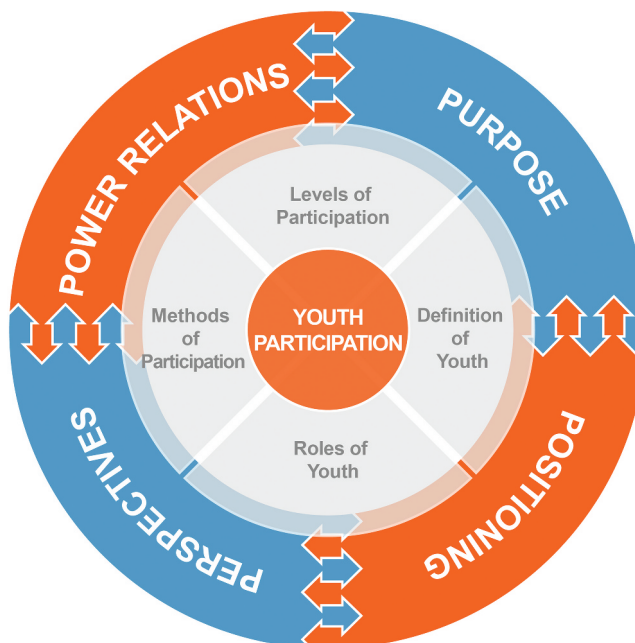 POWER RELATIONS
PURPOSE
Levels of
Participation
Methods
of
Participation
YOUTH
PARTICIPATION
Definition
of
Youth
Roles of
Youth
PERSPECTIVES
POSITIONING